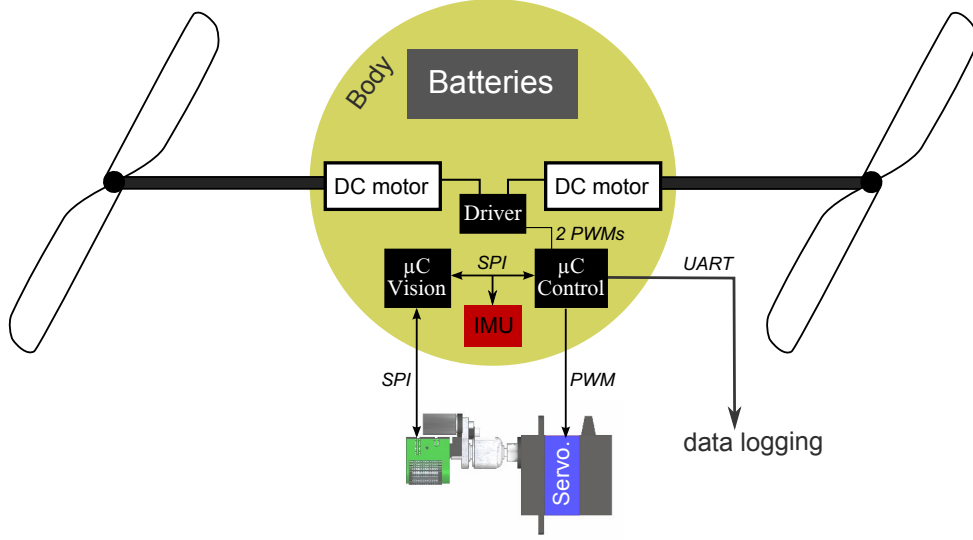 Body
Batteries
DC motor
DC motor
Driver
2 PWMs
µC
Vision
SPI
µC
Control
UART
IMU
SPI
PWM
data logging
Servo.